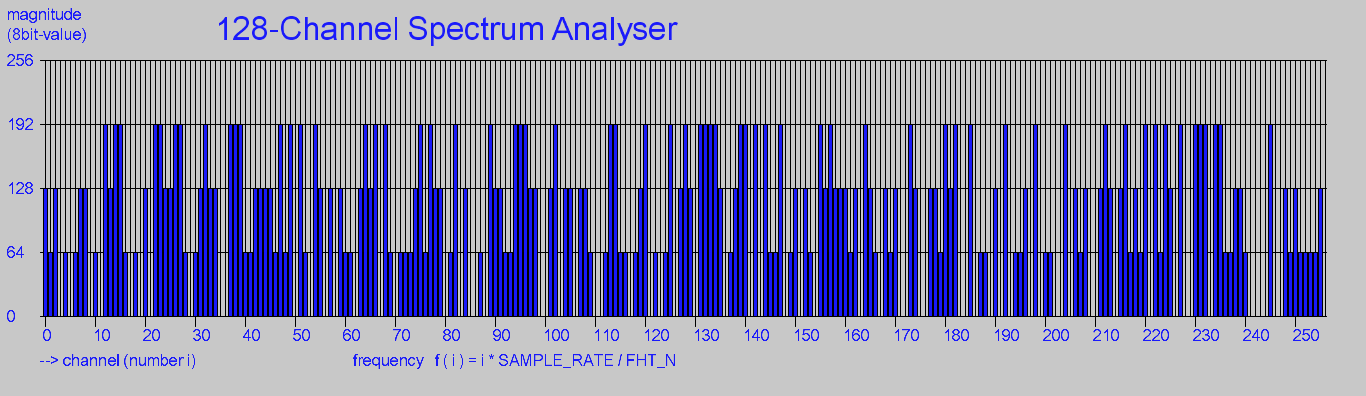 magnitude
(8bit-value)
128-Channel Spectrum Analyser
256
192
128
64
0
0 10 20 30 40 50 60 70 80 90 100 110 120 130 140 150 160 170 180 190 200 210 220 230 240 250
--> channel (number i)
frequency f ( i ) = i * SAMPLE_RATE / FHT_N